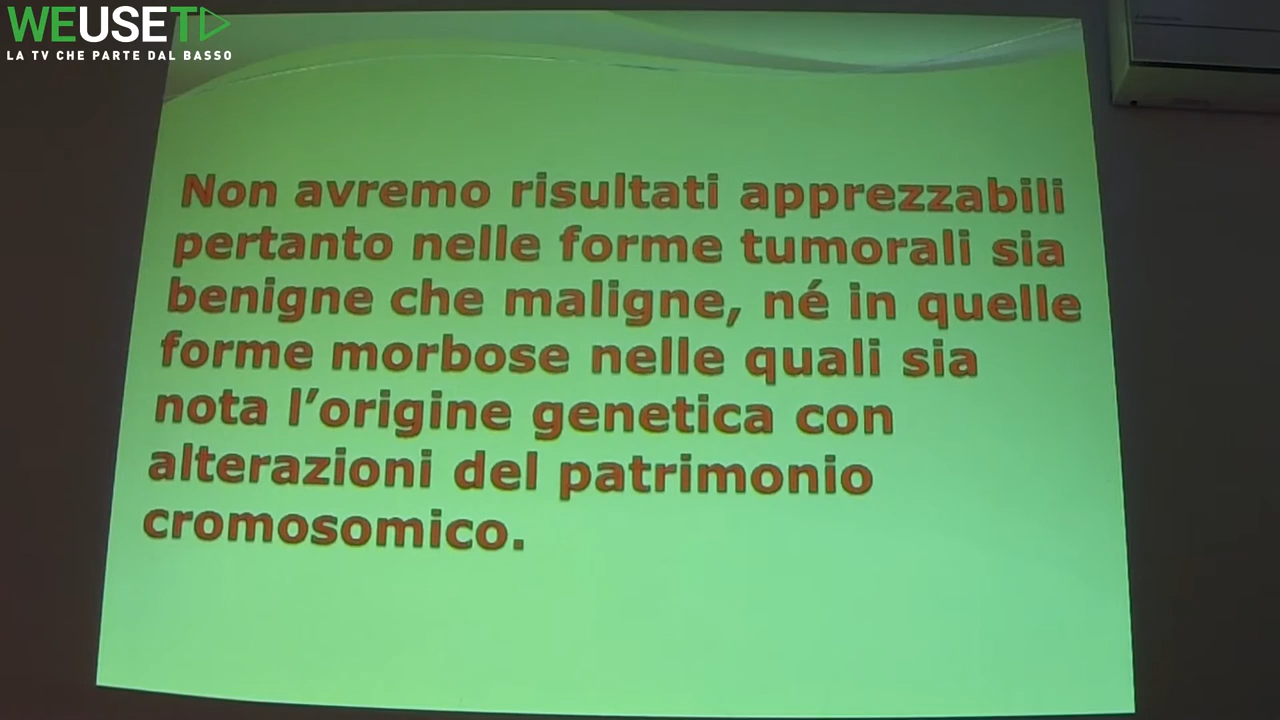 WEUSETV
LA TV CHE PARTE DAL BASSO
Non avremo risultati apprezzabili
pertanto nelle forme tumorali sia
benigne che maligne, né in quelle
forme morbose nelle quali sia
nota l’origine genetica con
alterazioni del patrimonio
cromosomico.